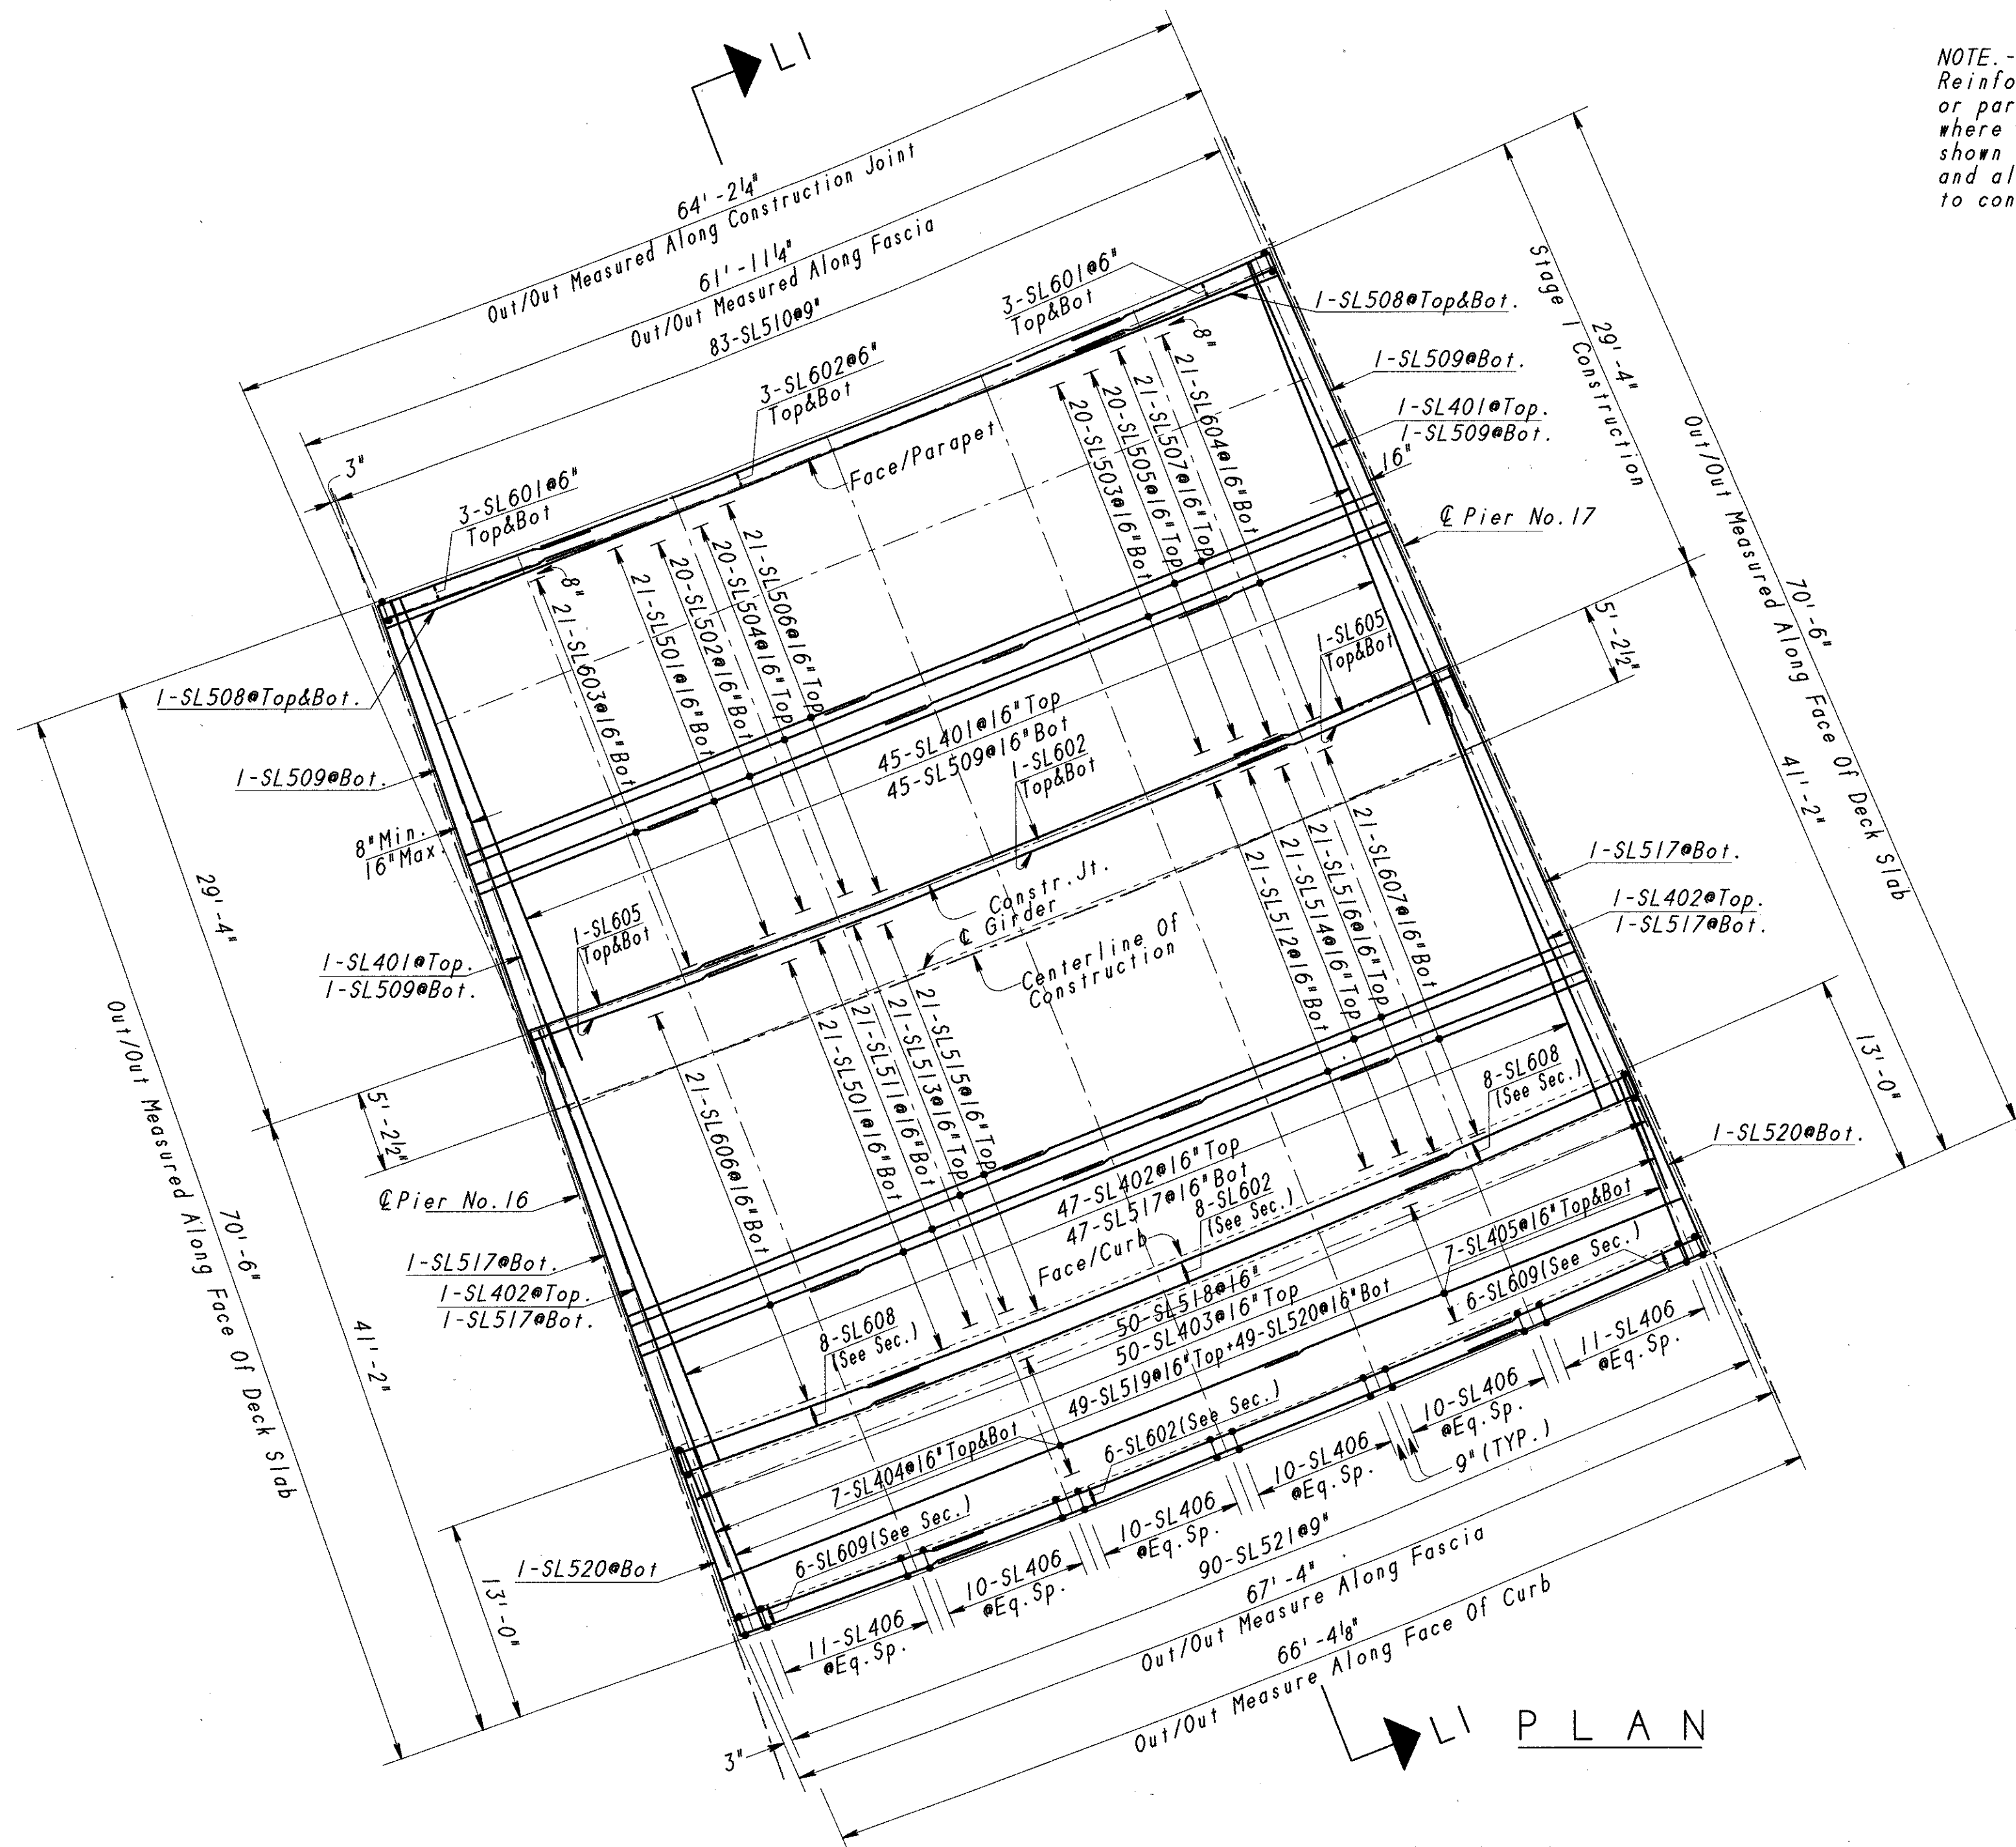 LI
NOTE.-
Reinfo
or par
where
shown
and al
to con
64'-2¼"
Out/Out Measured Along Construction Joint
61'-11¼"
Out/Out Measured Along Fascia
83-SL510@9"
3"
3-SL601@6"
Top&Bot
3-SL602@6"
Top&Bot
3-SL601@6"
Top&Bot
1-SL508@Top&Bot.
1-SL509@Bot.
1-SL401@Top.
1-SL509@Bot.
16"
℄ Pier No.17
Stage 1 Construction
29'-4"
Out/Out Measured Along Face Of Deck Slab
70'-6"
41'-2"
5'-2½"
13'-0"
Face/Parapet
8"
8"
21-SL603@16"Bot
21-SL501@16"Bot
20-SL502@16"Bot
20-SL504@16"Top
21-SL506@16"Top
20-SL503@16"Bot
20-SL505@16"Top
21-SL507@16"Top
21-SL604@16"Bot
1-SL605
Top&Bot
45-SL401@16"Top
45-SL509@16"Bot
1-SL602
Top&Bot
1-SL508@Top&Bot.
1-SL509@Bot.
8"Min.
16"Max.
29'-4"
1-SL401@Top.
1-SL509@Bot.
1-SL605
Top&Bot
Constr.Jt.
℄ Girder
Centerline Of
Construction
5'-2½"
Out/Out Measured Along Face Of Deck Slab
70'-6"
41'-2"
℄ Pier No.16
1-SL517@Bot.
1-SL402@Top.
1-SL517@Bot.
1-SL517@Bot.
1-SL402@Top.
1-SL517@Bot.
21-SL606@16"Bot
21-SL501@16"Bot
21-SL511@16"Bot
21-SL513@16"Top
21-SL515@16"Top
21-SL512@16"Bot
21-SL514@16"Top
21-SL516@16"Top
21-SL607@16"Bot
8-SL608
(See Sec.)
1-SL520@Bot.
47-SL402@16"Top
47-SL517@16"Bot
8-SL602
(See Sec.)
Face/Curb
7-SL405@16"Top&Bot
6-SL609(See Sec.)
8-SL608
(See Sec.)
50-SL518@16"
50-SL403@16"Top
49-SL519@16"Top+49-SL520@16"Bot
6-SL602(See Sec.)
7-SL404@16"Top&Bot
6-SL609(See Sec.)
1-SL520@Bot
13'-0"
11-SL406
@Eq.Sp.
10-SL406
@Eq.Sp.
10-SL406
@Eq.Sp.
10-SL406
@Eq.Sp.
10-SL406
@Eq.Sp.
11-SL406
@Eq.Sp.
9"(TYP.)
90-SL521@9"
67'-4"
Out/Out Measure Along Fascia
66'-4⅛"
Out/Out Measure Along Face Of Curb
3"
LI
PLAN